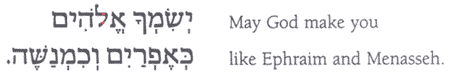 יְשִׂמְךָ אֱלֹהִים
כְּאֶפְרַיִם וְכִמְנַשֶּׁה.
May God make you
like Ephraim and Menasseh.